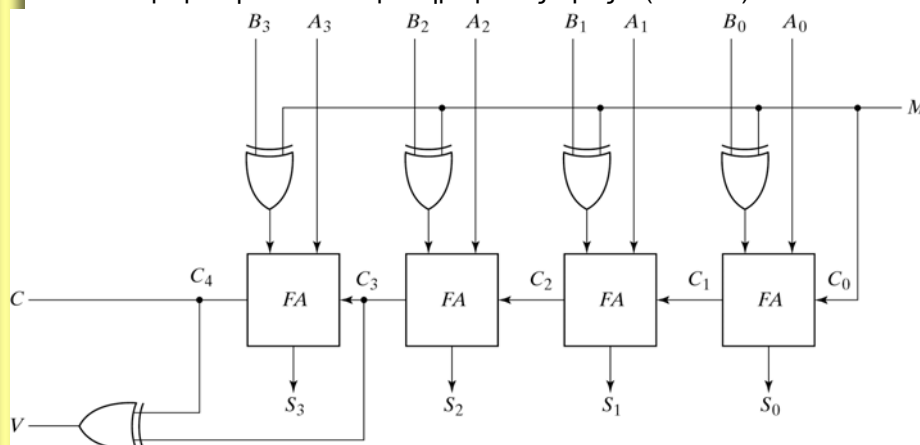 B3 A3 B2 A2 B1 A1 B0 A0
M
C C4 FA C3 FA C2 FA C1 FA C0
S3 S2 S1 S0
V